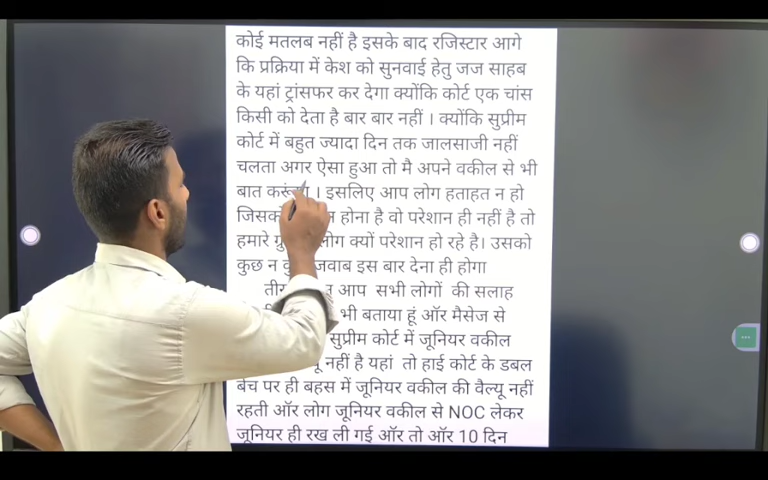 कोई मतलब नहीं है इसके बाद रजिस्टार आगे
कि प्रक्रिया में केश को सुनवाई हेतु जज साहब
के यहां ट्रांसफर कर देगा क्योंकि कोर्ट एक चांस
किसी को देता है बार बार नहीं । क्योंकि सुप्रीम
कोर्ट में बहुत ज्यादा दिन तक जालसाजी नहीं
चलता अगर ऐसा हुआ तो मै अपने वकील से भी
बात । इसलिए आप लोग हताहत न हो
होना है वो परेशान ही नहीं है तो
हमारे लोग क्यों परेशान हो रहे है। उसको
कुछ न जवाब इस बार देना ही होगा
आप सभी लोगों की सलाह
भी बताया हूं ऑर मैसेज से
सुप्रीम कोर्ट में जूनियर वकील
नहीं है यहां तो हाई कोर्ट के डबल
बेंच पर ही बहस में जूनियर वकील की वैल्यू नहीं
रहती ऑर लोग जूनियर वकील से NOC लेकर
जूनियर ही रख ली गई ऑर तो ऑर 10 दिन